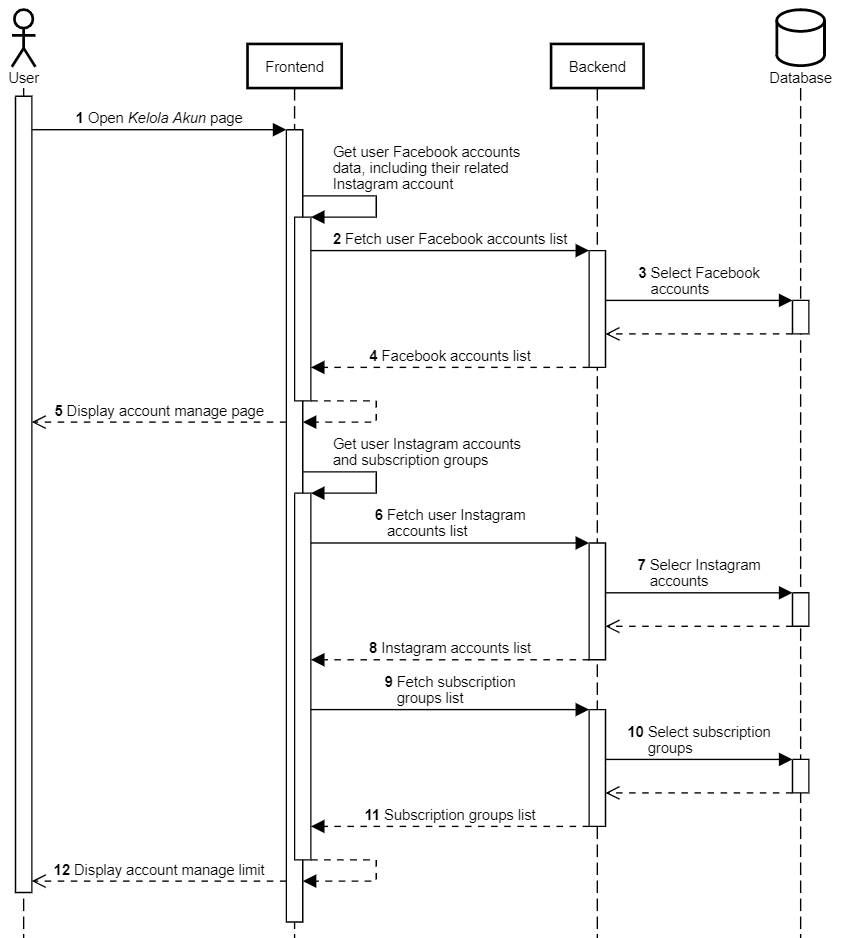 User
Frontend
Backend
Database
1 Open Kelola Akun page
Get user Facebook accounts
data, including their related
Instagram account
2 Fetch user Facebook accounts list
3 Select Facebook
accounts
4 Facebook accounts list
5 Display account manage page
Get user Instagram accounts
and subscription groups
6 Fetch user Instagram
accounts list
7 Selecr Instagram
accounts
8 Instagram accounts list
9 Fetch subscription
groups list
10 Select subscription
groups
11 Subscription groups list
12 Display account manage limit